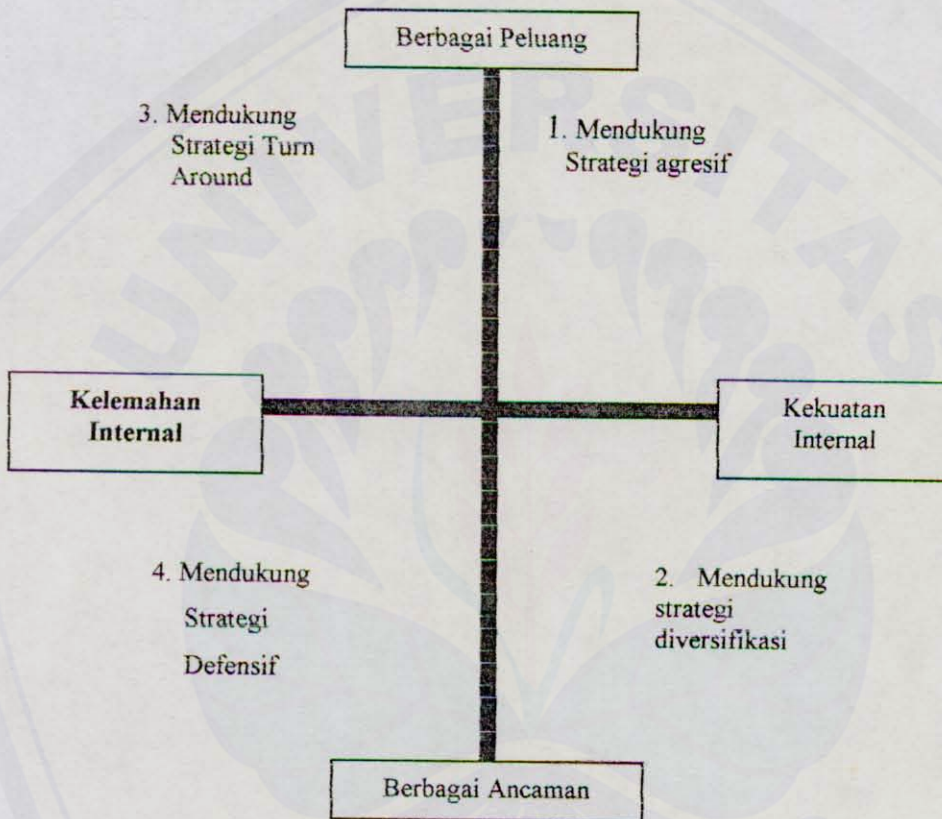 Berbagai Peluang
3. Mendukung
Strategi Turn
Around
1. Mendukung
Strategi agresif
UNIVERSITAS
Kelemahan
Internal
Kekuatan
Internal
4. Mendukung
Strategi
Defensif
2. Mendukung
strategi
diversifikasi
Berbagai Ancaman